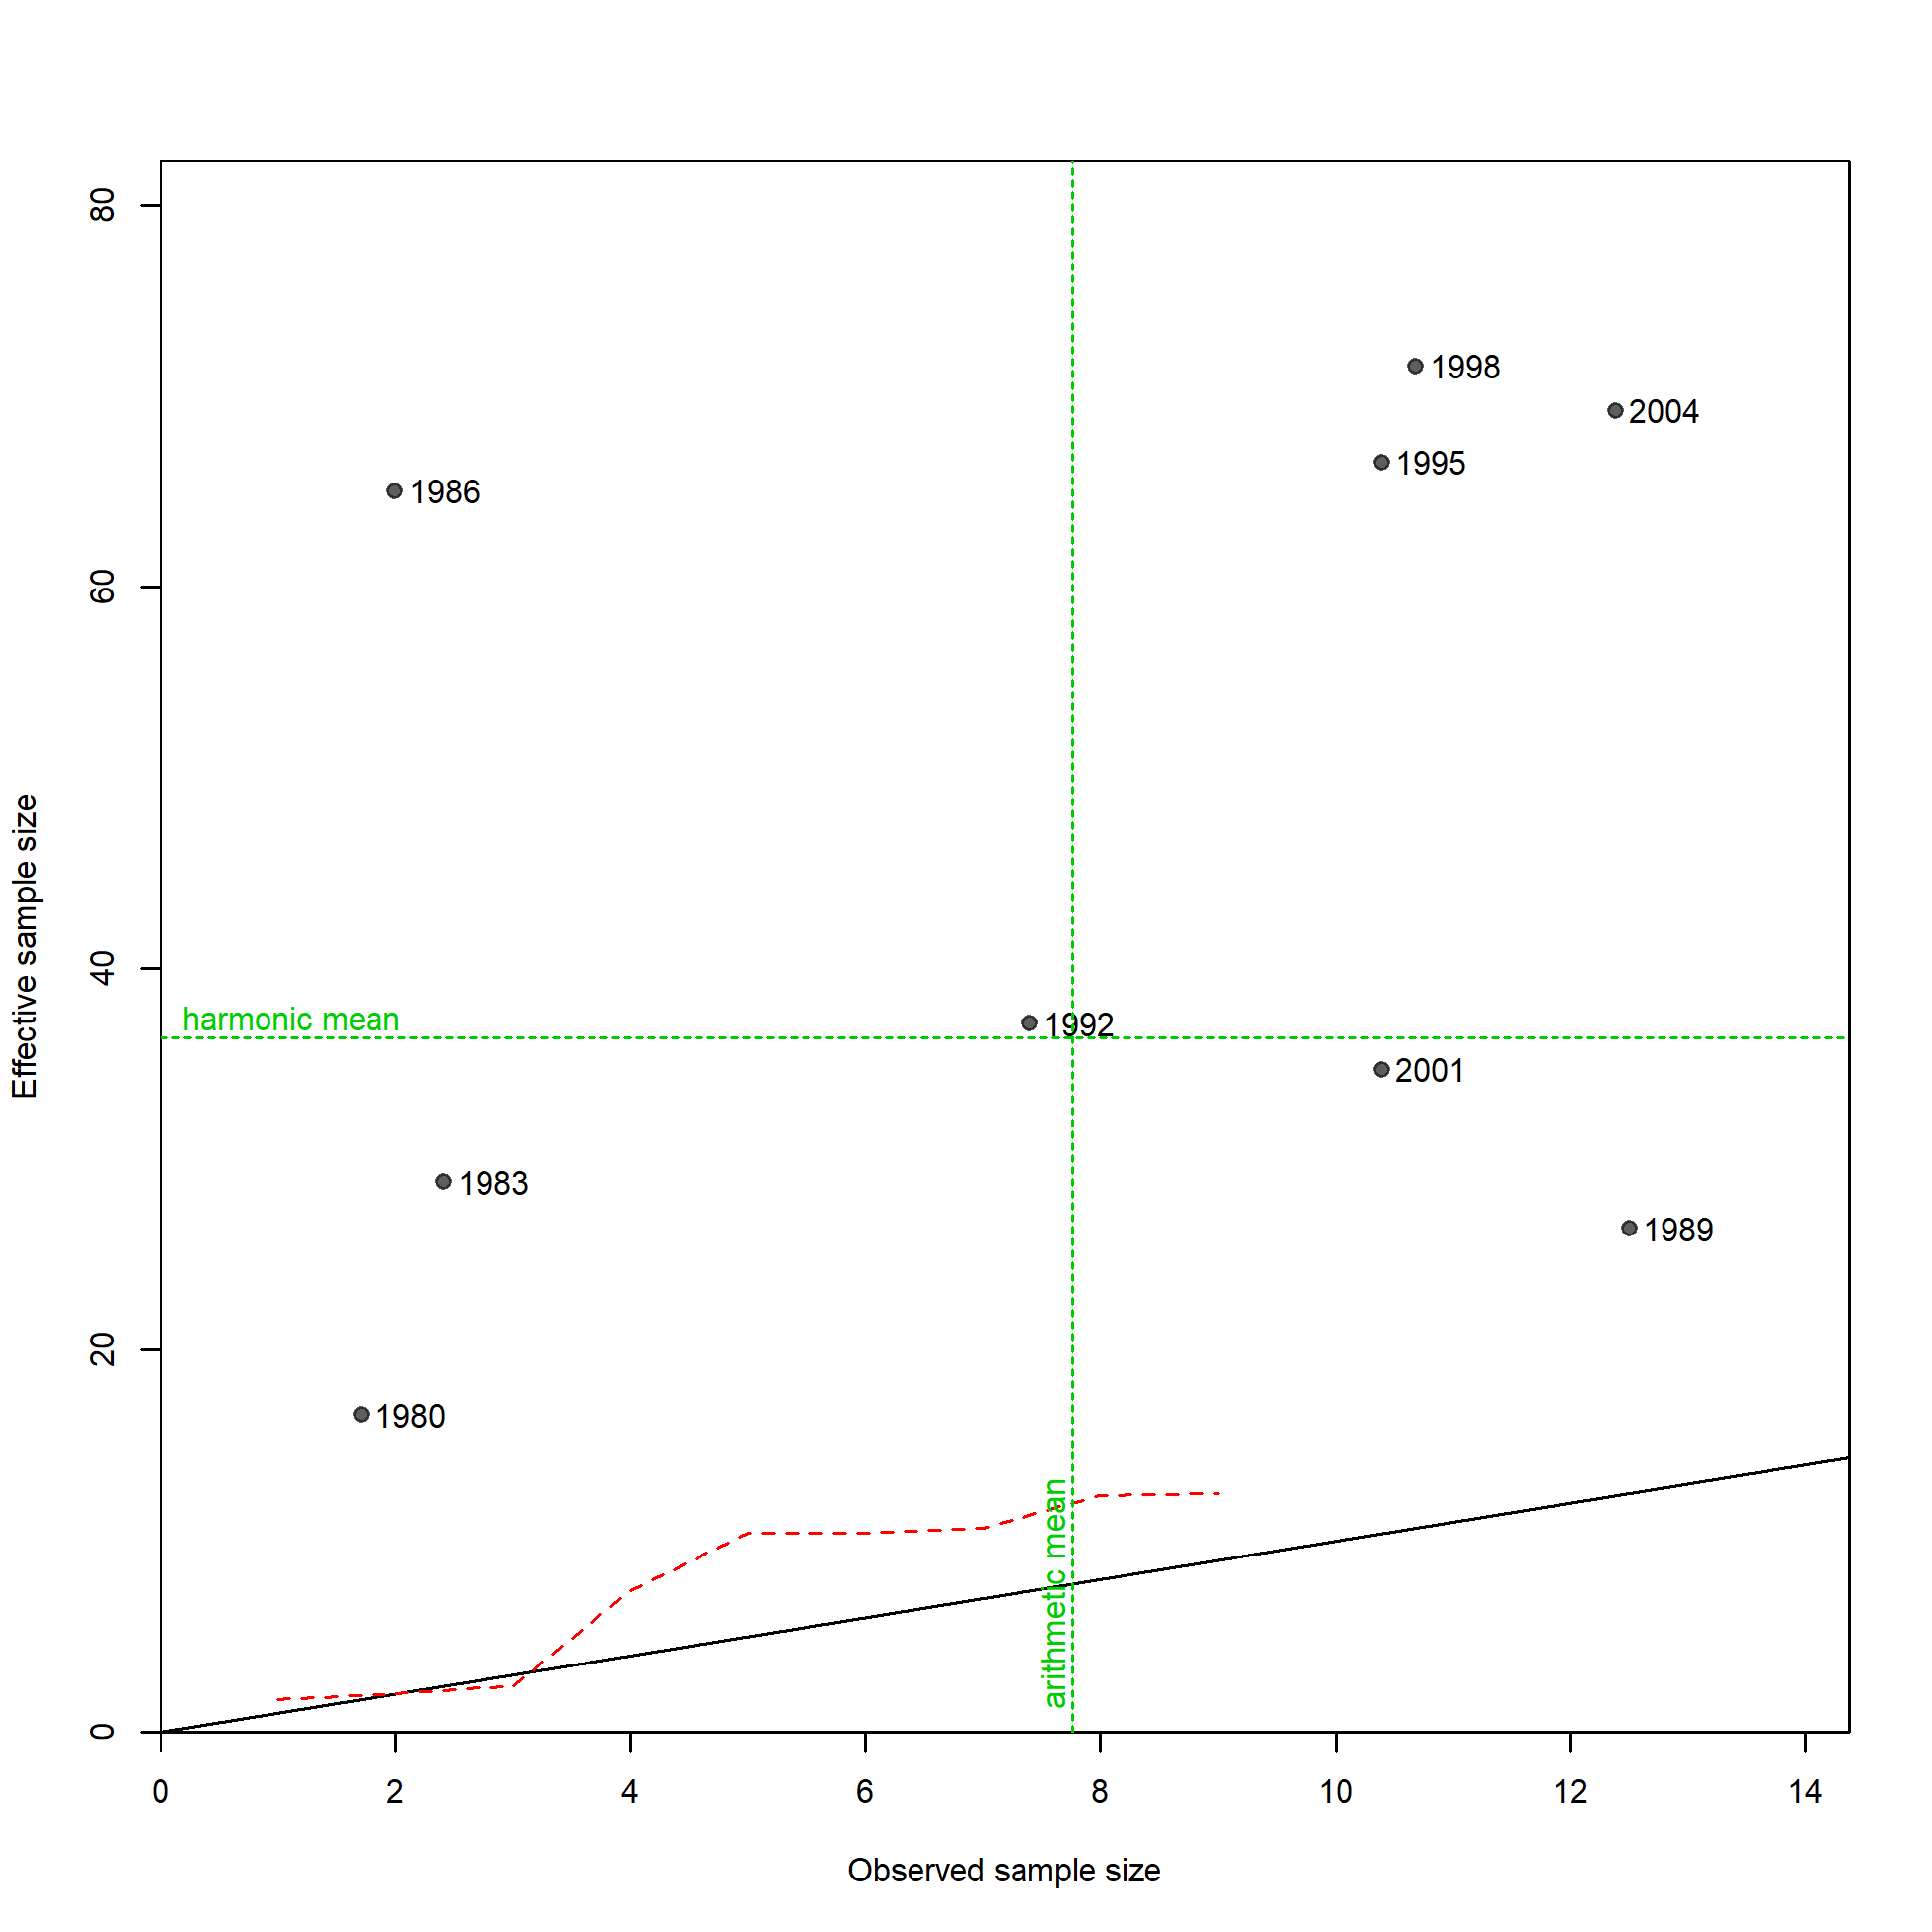 80
60
40
20
0
Effective sample size
1998
2004
1995
1986
harmonic mean
1992
2001
1983
1989
1980
arithmetic mean
0 2 4 6 8 10 12 14
Observed sample size